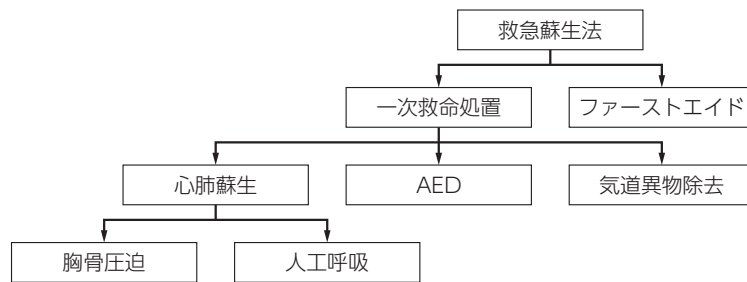 救急蘇生法
一次救命処置
ファーストエイド
心肺蘇生
AED
気道異物除去
胸骨圧迫
人工呼吸